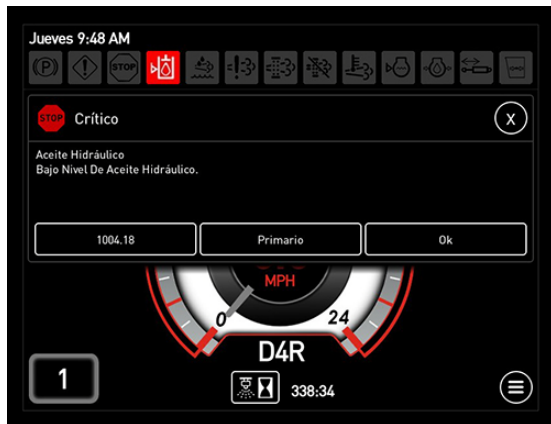 Jueves 9:48 AM
(P) STOP
STOP Crítico X
Aceite Hidráulico
Bajo Nivel De Aceite Hidráulico.
1004.18 Primario Ok
MPH
0 24
D4R
1
338:34